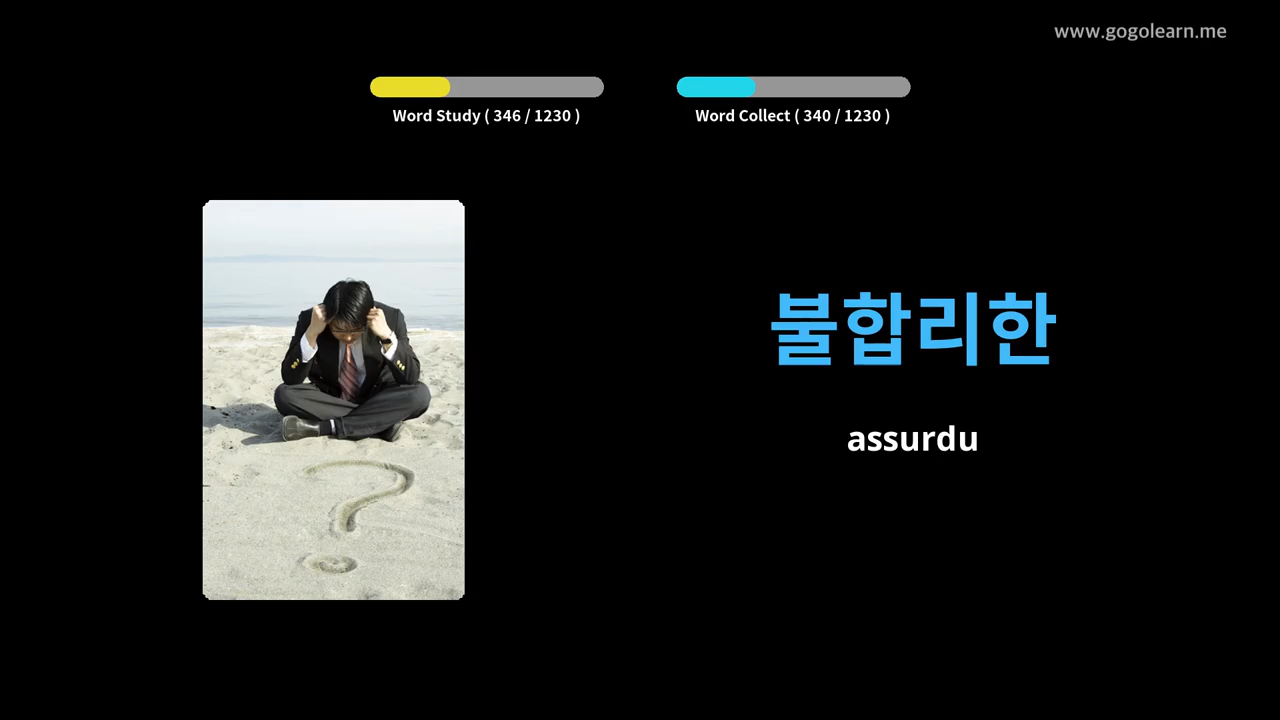 www.gogolearn.me
Word Study ( 346 / 1230 )
Word Collect ( 340 / 1230 )
불합리한
assurdu
?